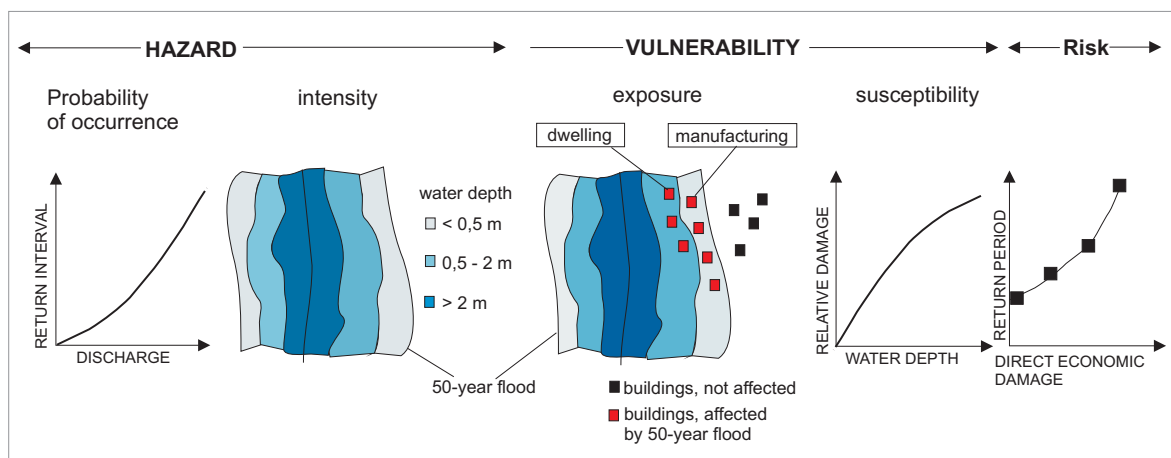 HAZARD
VULNERABILITY
Risk
Probability
of occurrence
intensity
exposure
susceptibility
dwelling
manufacturing
RETURN INTERVAL
DISCHARGE
water depth
< 0,5 m
0,5 - 2 m
> 2 m
50-year flood
buildings, not affected
buildings, affected
by 50-year flood
RELATIVE DAMAGE
WATER DEPTH
RETURN PERIOD
DIRECT ECONOMIC
DAMAGE